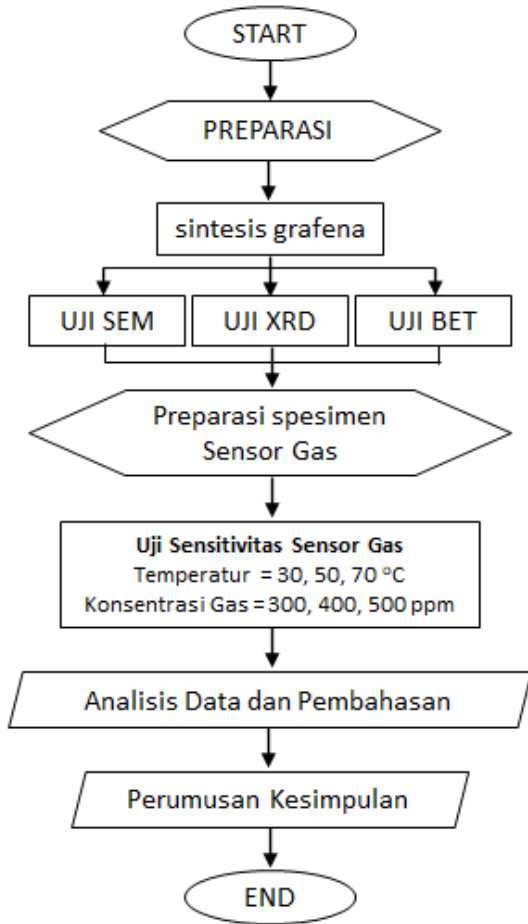 START
PREPARASI
sintesis grafena
UJI SEM
UJI XRD
UJI BET
Preparasi spesimen
Sensor Gas
Uji Sensitivitas Sensor Gas
Temperatur = 30, 50, 70 °C
Konsentrasi Gas = 300, 400, 500 ppm
Analisis Data dan Pembahasan
Perumusan Kesimpulan
END